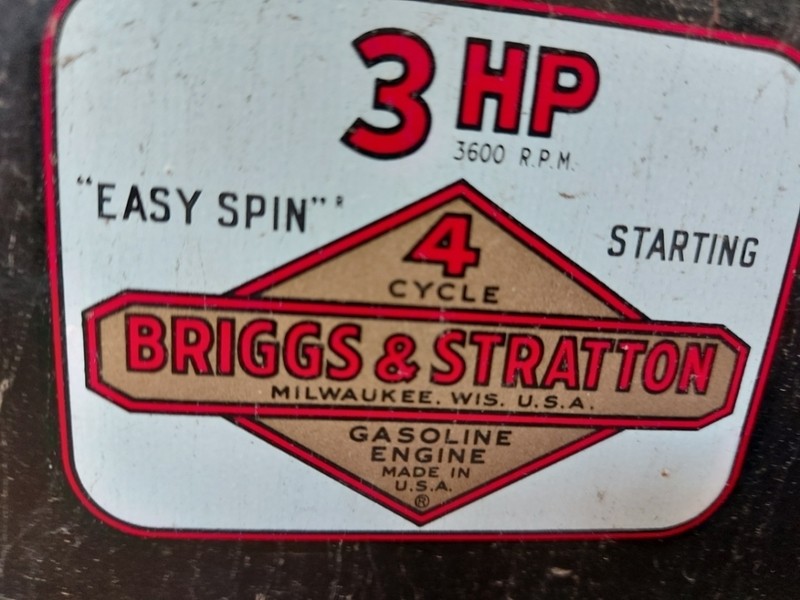 3 HP
3600 R.P.M.
"EASY SPIN"® STARTING
4
CYCLE
BRIGGS & STRATTON
MILWAUKEE. WIS. U.S.A.
GASOLINE
ENGINE
MADE IN
U.S.A.
®